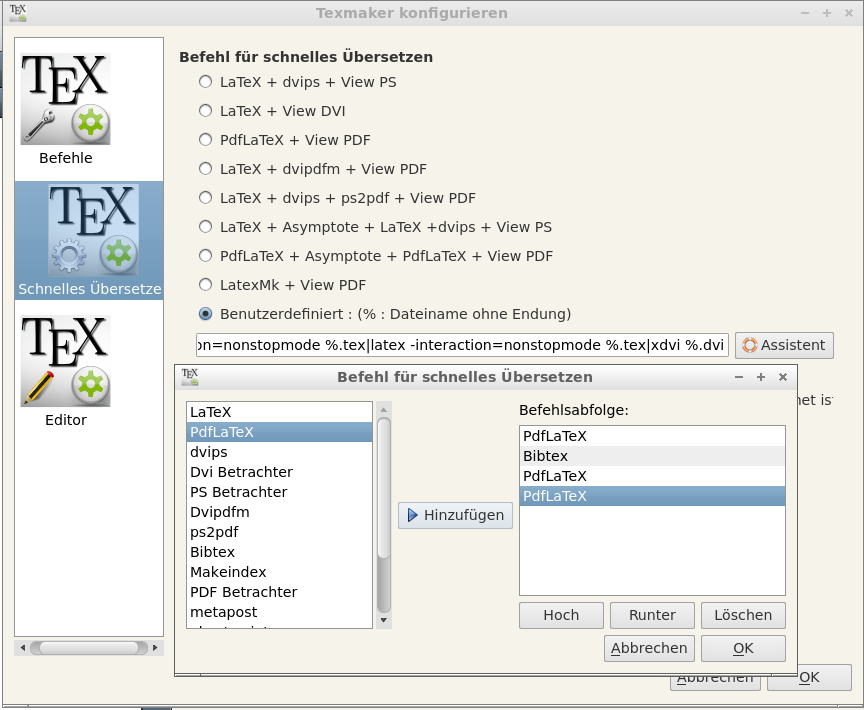 Texmaker konfigurieren
TEX
Befehle
TEX
Schnelles Übersetze
TEX
Editor
Befehl für schnelles Übersetzen
LaTeX + dvips + View PS
LaTeX + View DVI
PdfLaTeX + View PDF
LaTeX + dvipdfm + View PDF
LaTeX + dvips + ps2pdf + View PDF
LaTeX + Asymptote + LaTeX +dvips + View PS
PdfLaTeX + Asymptote + PdfLaTeX + View PDF
LatexMk + View PDF
Benutzerdefiniert : (% : Dateiname ohne Endung)
on=nonstopmode %.tex|latex -interaction=nonstopmode %.tex|xdvi %.dvi
Assistent
Befehl für schnelles Übersetzen
LaTeX
PdfLaTeX
dvips
Dvi Betrachter
PS Betrachter
Dvipdfm
ps2pdf
Bibtex
Makeindex
PDF Betrachter
metapost
Hinzufügen
Befehlsabfolge:
PdfLaTeX
Bibtex
PdfLaTeX
PdfLaTeX
Hoch Runter Löschen
Abbrechen OK
Abbrechen OK